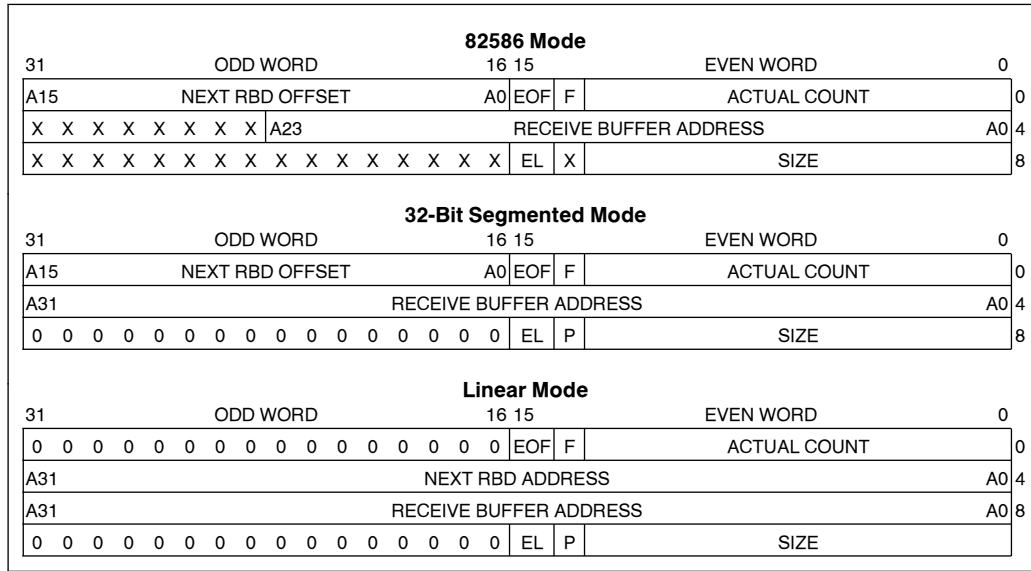 82586 Mode
31 ODD WORD 16 15 EVEN WORD 0
A15 NEXT RBD OFFSET A0 EOF F ACTUAL COUNT 0
X X X X X X X X A23 RECEIVE BUFFER ADDRESS A0 4
X X X X X X X X X X X X X X X X EL X SIZE 8
32-Bit Segmented Mode
31 ODD WORD 16 15 EVEN WORD 0
A15 NEXT RBD OFFSET A0 EOF F ACTUAL COUNT 0
A31 RECEIVE BUFFER ADDRESS A0 4
0 0 0 0 0 0 0 0 0 0 0 0 0 0 0 0 EL P SIZE 8
Linear Mode
31 ODD WORD 16 15 EVEN WORD 0
0 0 0 0 0 0 0 0 0 0 0 0 0 0 0 0 EOF F ACTUAL COUNT 0
A31 NEXT RBD ADDRESS A0 4
A31 RECEIVE BUFFER ADDRESS A0 8
0 0 0 0 0 0 0 0 0 0 0 0 0 0 0 0 EL P SIZE